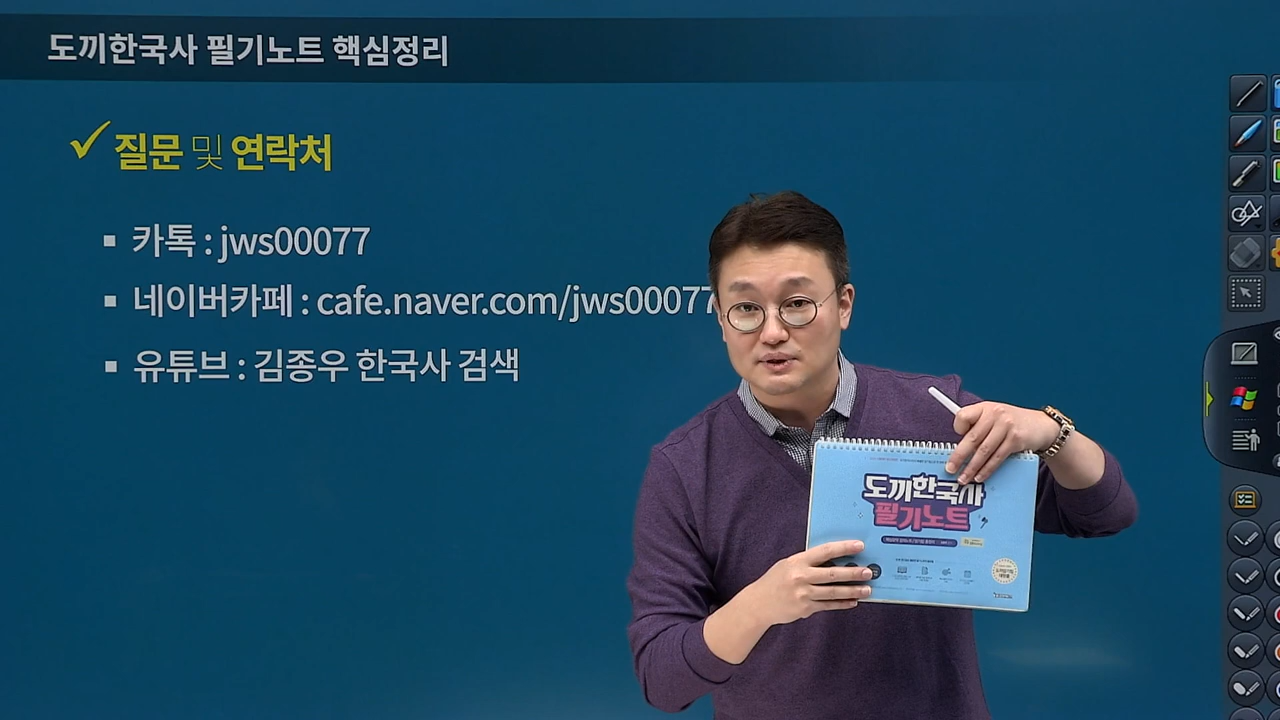 도끼한국사 필기노트 핵심정리
질문 및 연락처
카톡 : jws00077
네이버카페 : cafe.naver.com/jws00077
유튜브 : 김종우 한국사 검색
도끼한국사
필기노트